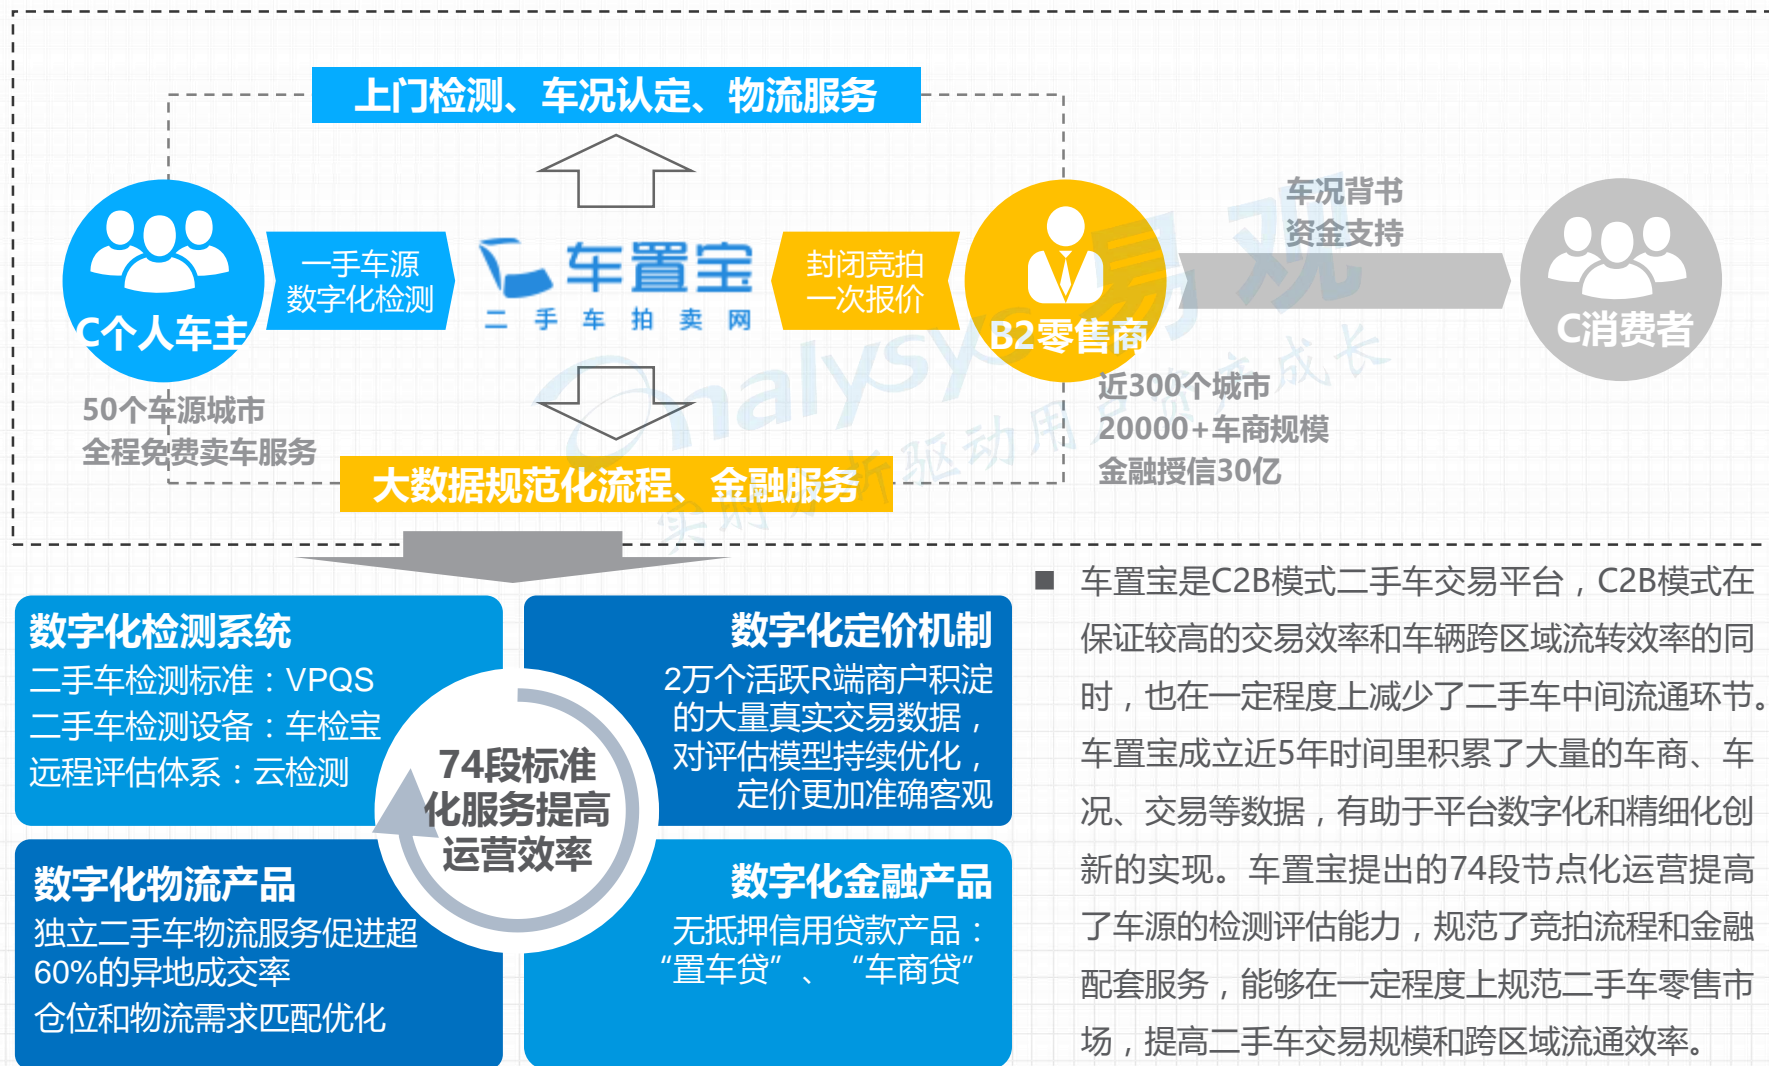 上门检测、车况认定、物流服务
一手车源
数字化检测
车置宝
二手车拍卖网
封闭竞拍
一次报价
C个人车主
B2零售商
车况背书
资金支持
C消费者
50个车源城市
全程免费卖车服务
近300个城市
20000+车商规模
金融授信30亿
大数据规范化流程、金融服务
analysys 易观
实时分析驱动用户资产成长
数字化检测系统
二手车检测标准：VPQS
二手车检测设备：车检宝
远程评估体系：云检测
数字化定价机制
2万个活跃R端商户积淀
的大量真实交易数据，
对评估模型持续优化，
定价更加准确客观
74段标准
化服务提高
运营效率
数字化物流产品
独立二手车物流服务促进超
60%的异地成交率
仓位和物流需求匹配优化
数字化金融产品
无抵押信用贷款产品：
“置车贷”、“车商贷”
■ 车置宝是C2B模式二手车交易平台，C2B模式在
保证较高的交易效率和车辆跨区域流转效率的同
时，也在一定程度上减少了二手车中间流通环节。
车置宝成立近5年时间里积累了大量的车商、车
况、交易等数据，有助于平台数字化和精细化创
新的实现。车置宝提出的74段节点化运营提高
了车源的检测评估能力，规范了竞拍流程和金融
配套服务，能够在一定程度上规范二手车零售市
场，提高二手车交易规模和跨区域流通效率。